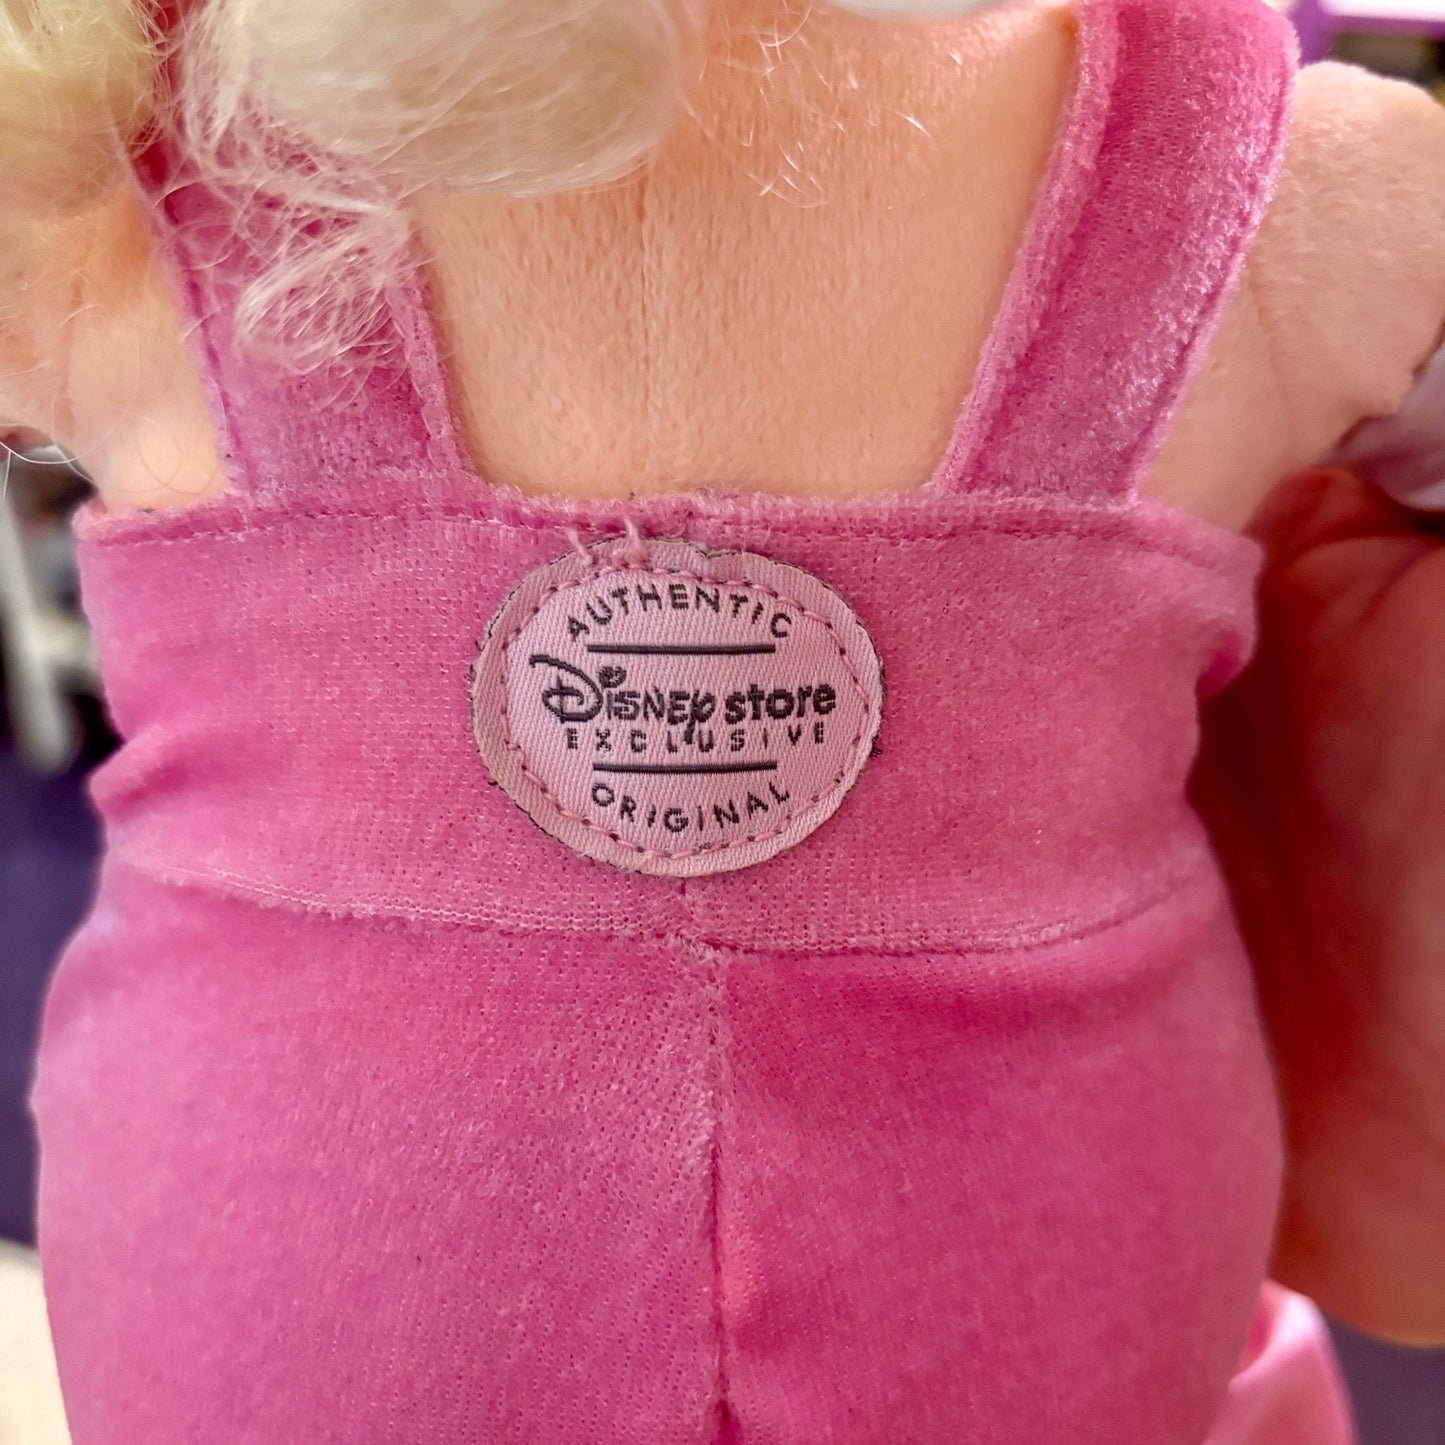 AUTHENTIC
Disney store
EXCLUSIVE
ORIGINAL